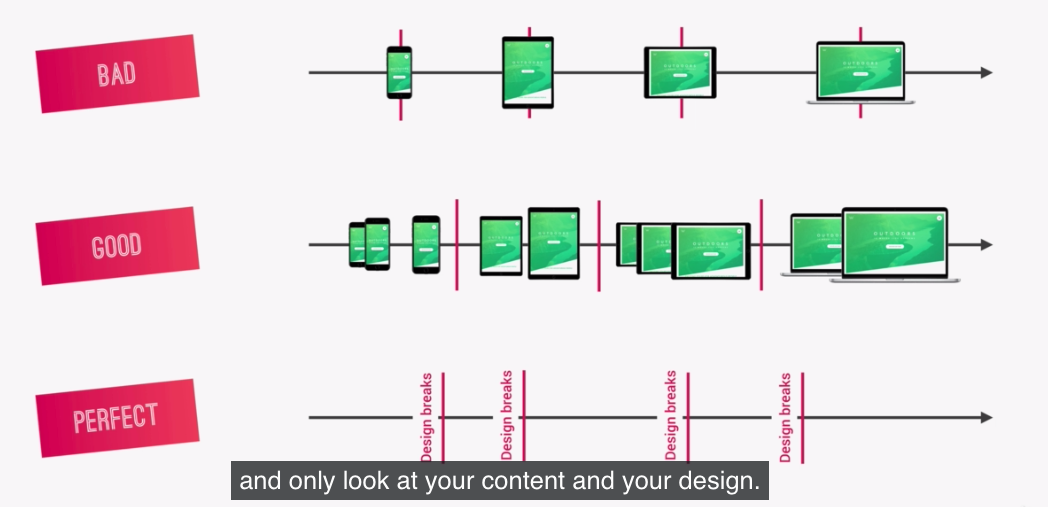 BAD
GOOD
PERFECT
Design breaks
Design breaks
Design breaks
Design breaks
and only look at your content and your design.